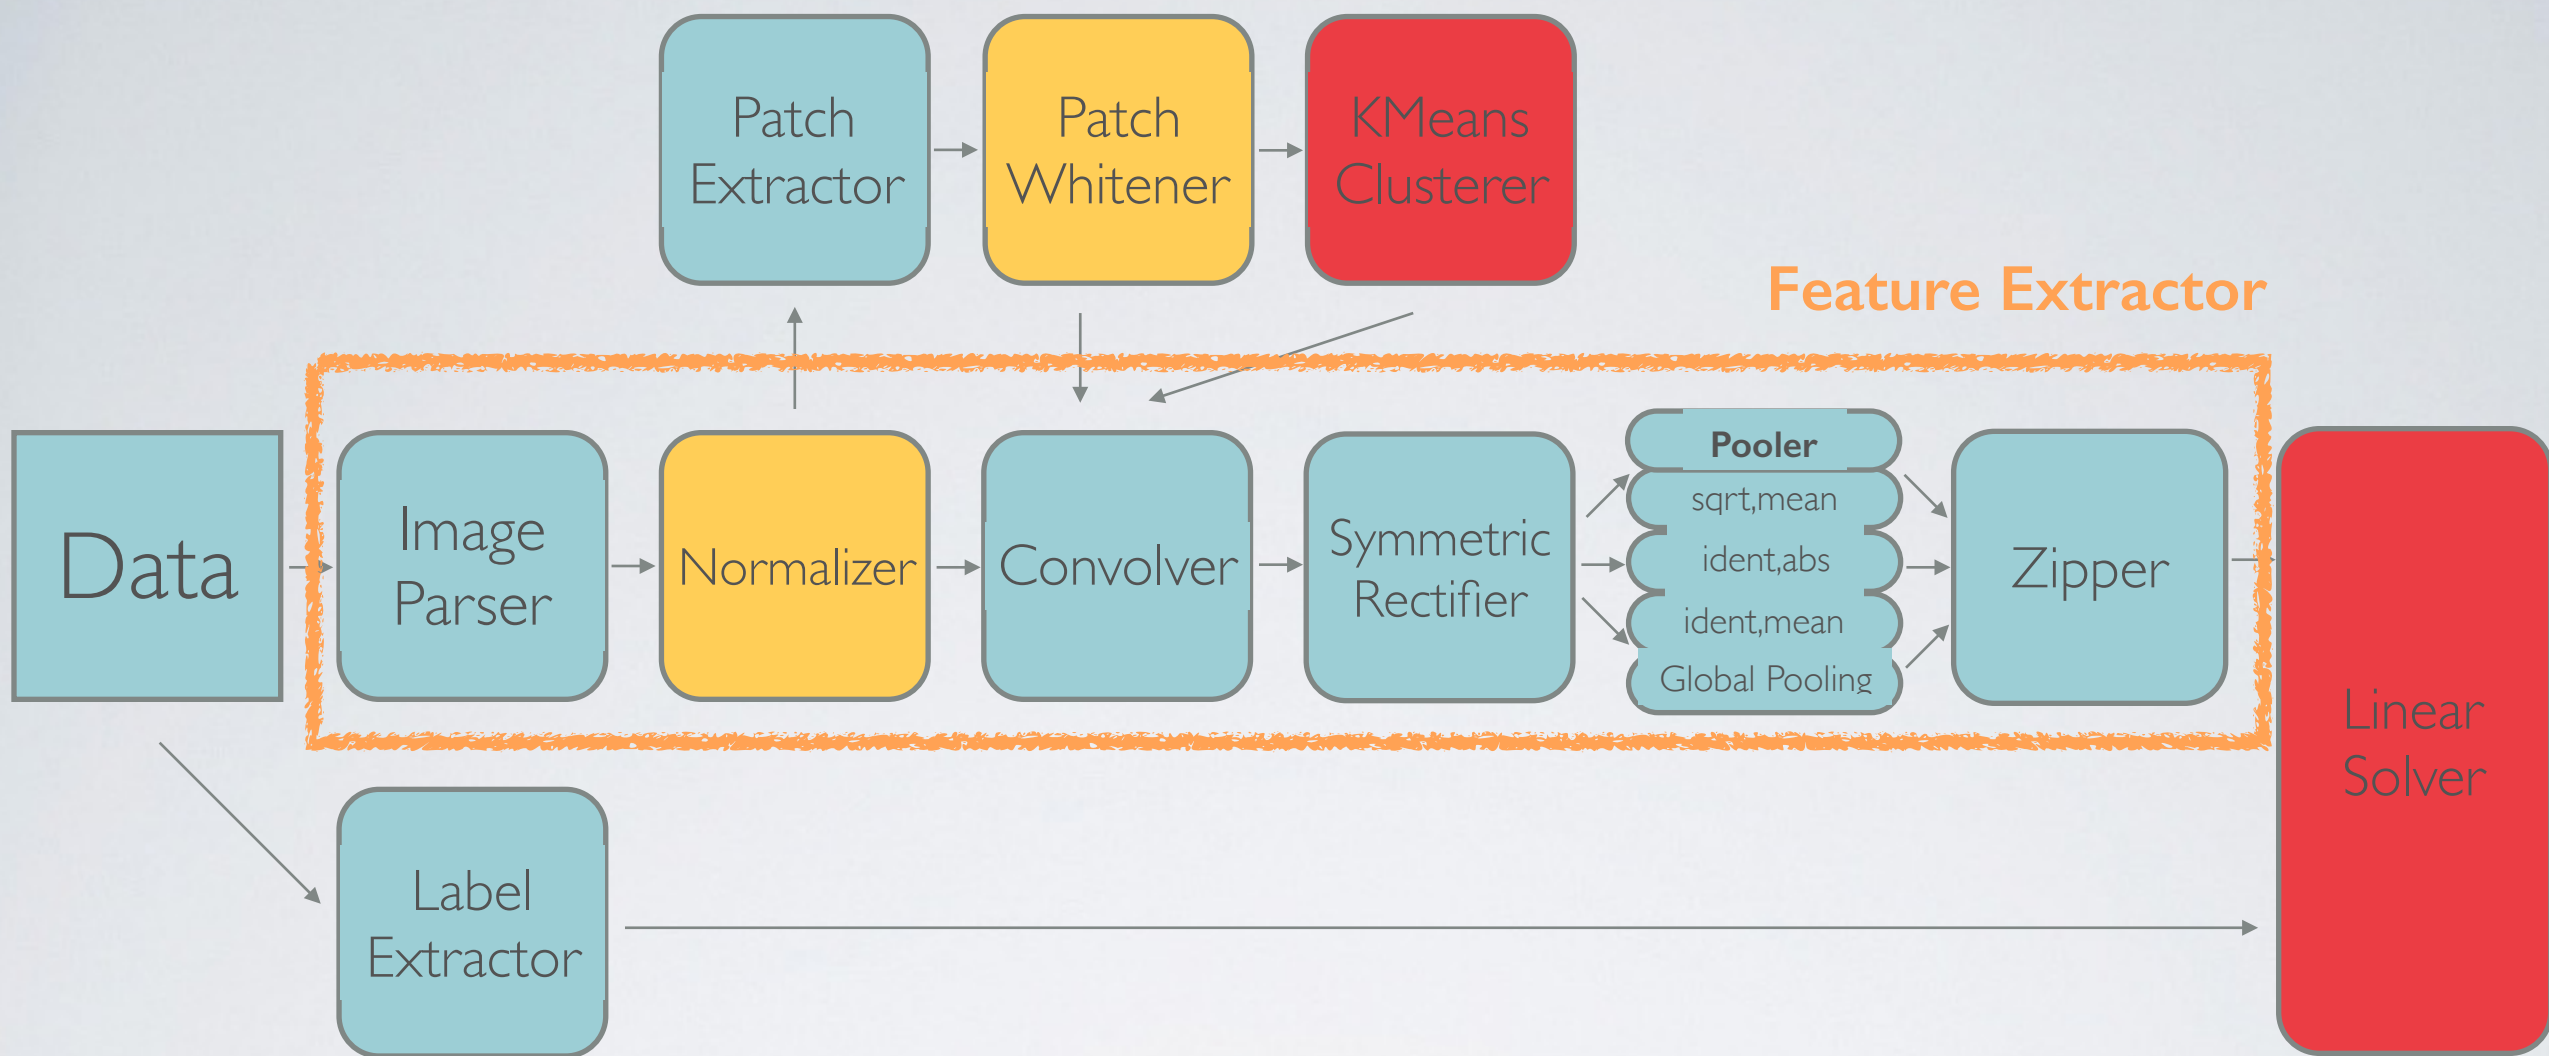 Patch
Extractor
Patch
Whitener
KMeans
Clusterer
Feature Extractor
Data
Image
Parser
Normalizer
Convolver
Symmetric
Rectifier
Pooler
sqrt,mean
ident,abs
ident,mean
Global Pooling
Zipper
Linear
Solver
Label
Extractor